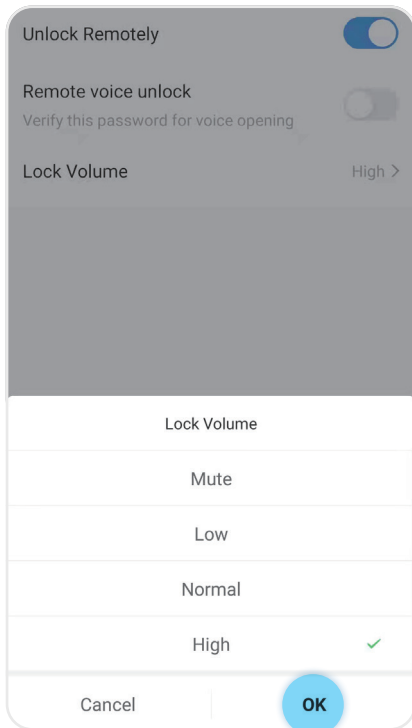 Unlock Remotely
Remote voice unlock
Verify this password for voice opening
Lock Volume High >
Lock Volume
Mute
Low
Normal
High
Cancel OK